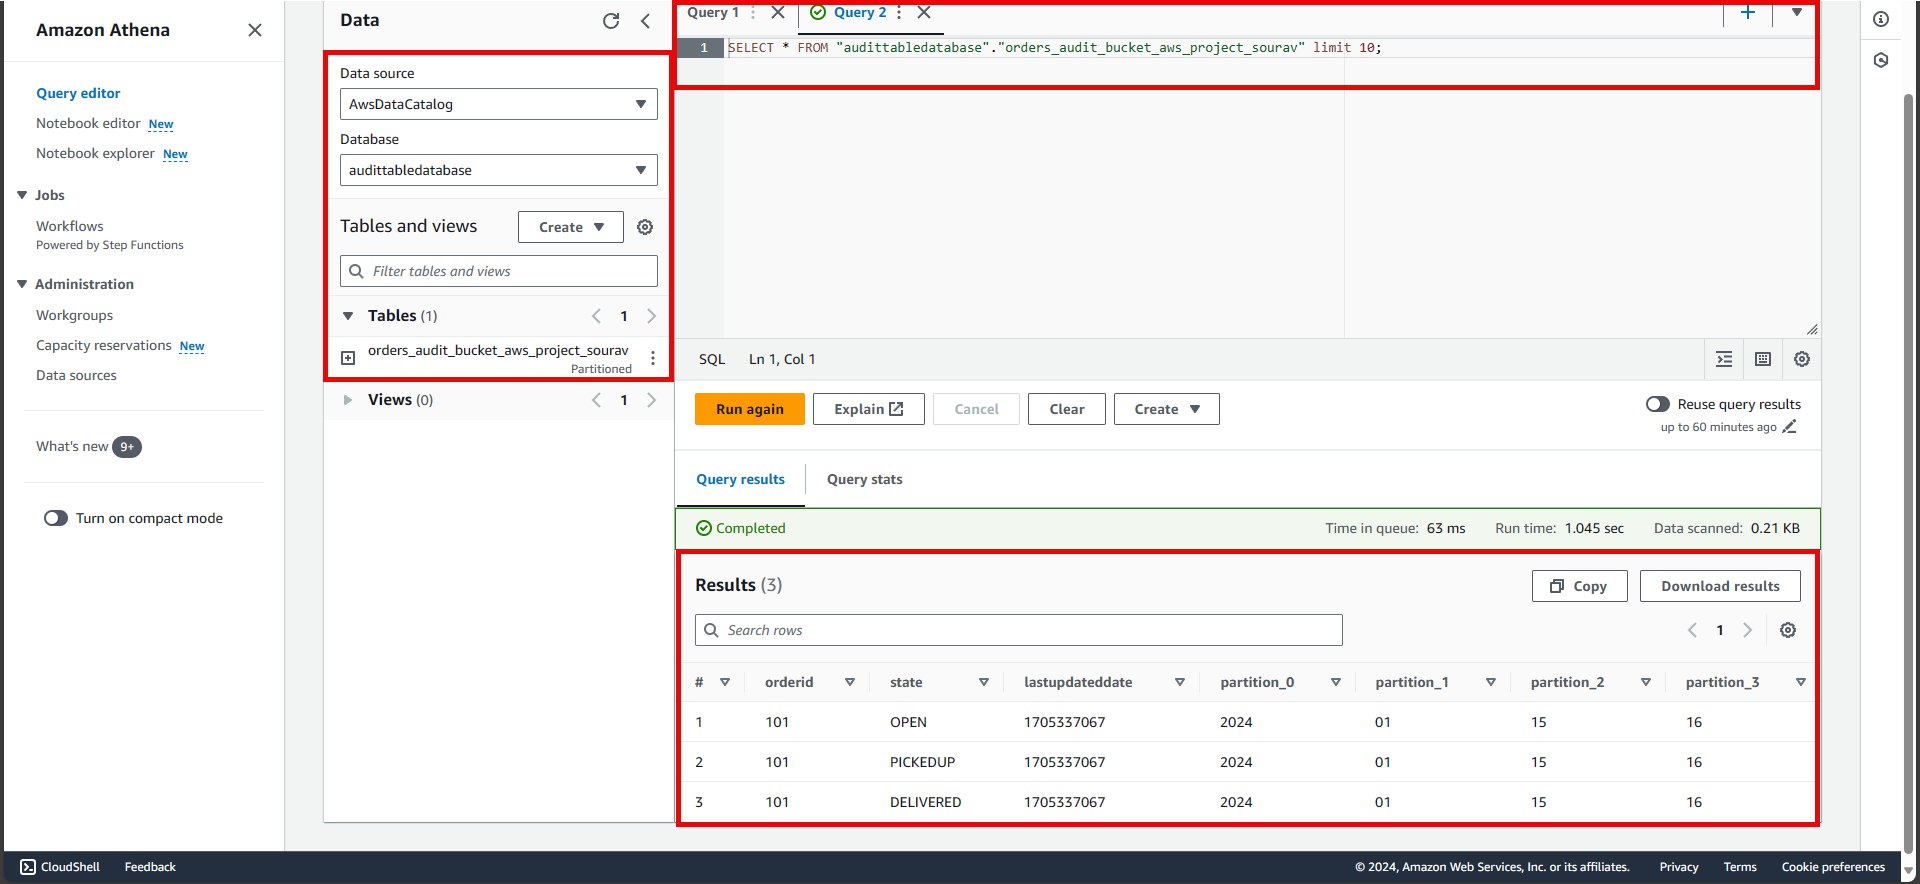 Amazon Athena
Query editor
Notebook editor New
Notebook explorer New
Jobs
Workflows
Powered by Step Functions
Administration
Workgroups
Capacity reservations New
Data sources
What's new 9+
Turn on compact mode
Data
Data source
AwsDataCatalog
Database
audittabledatabase
Tables and views Create
Filter tables and views
Tables (1) 1
orders_audit_bucket_aws_project_sourav
Partitioned
Views (0) 1
Query 1 Query 2
1 SELECT * FROM "audittabledatabase"."orders_audit_bucket_aws_project_sourav" limit 10;
SQL Ln 1, Col 1
Run again Explain Cancel Clear Create
Reuse query results
up to 60 minutes ago
Query results Query stats
Completed Time in queue: 63 ms Run time: 1.045 sec Data scanned: 0.21 KB
Results (3) Copy Download results
Search rows 1
# orderid state lastupdateddate partition_0 partition_1 partition_2 partition_3
1 101 OPEN 1705337067 2024 01 15 16
2 101 PICKEDUP 1705337067 2024 01 15 16
3 101 DELIVERED 1705337067 2024 01 15 16
CloudShell Feedback © 2024, Amazon Web Services, Inc. or its affiliates. Privacy Terms Cookie preferences